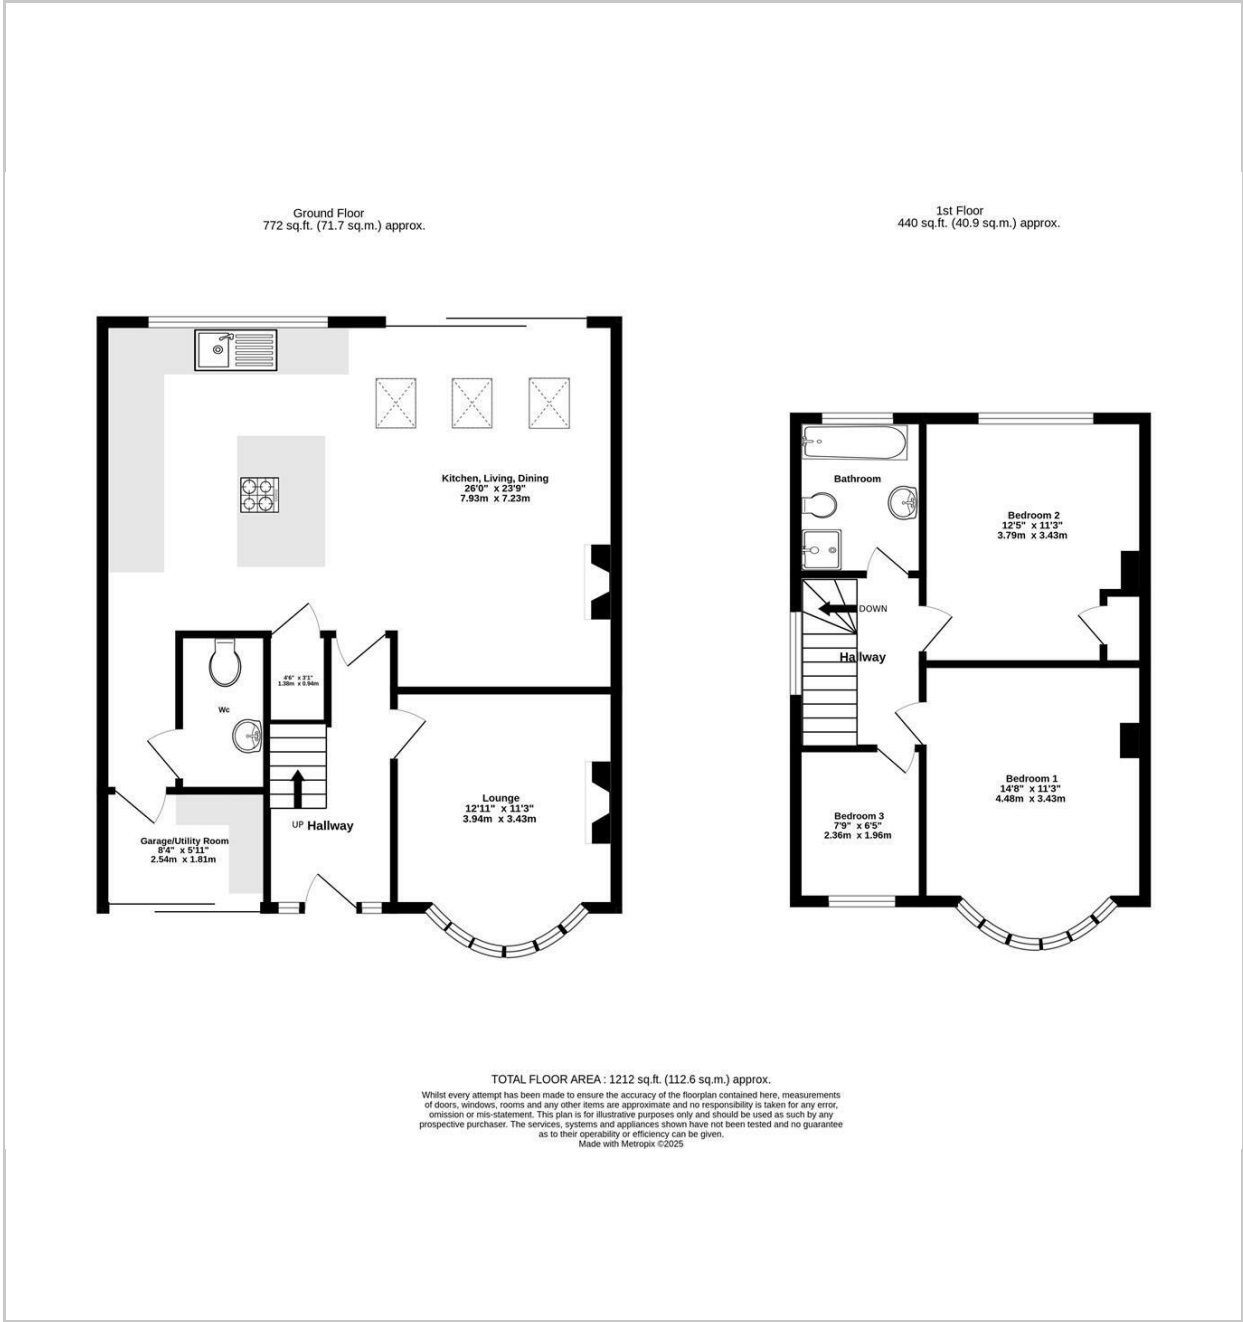 Ground Floor
772 sq.ft. (71.7 sq.m.) approx.
1st Floor
440 sq.ft. (40.9 sq.m.) approx.
Kitchen, Living, Dining
26'0" x 23'9"
7.93m x 7.23m
4'6" x 3'1"
1.38m x 0.94m
Wc
Lounge
12'11" x 11'3"
3.94m x 3.43m
UP Hallway
Garage/Utility Room
8'4" x 5'11"
2.54m x 1.81m
Bathroom
Bedroom 2
12'5" x 11'3"
3.79m x 3.43m
DOWN
Hallway
Bedroom 1
14'8" x 11'3"
4.48m x 3.43m
Bedroom 3
7'9" x 6'5"
2.36m x 1.96m
TOTAL FLOOR AREA : 1212 sq.ft. (112.6 sq.m.) approx.
Whilst every attempt has been made to ensure the accuracy of the floorplan contained here, measurements
of doors, windows, rooms and any other items are approximate and no responsibility is taken for any error,
omission or mis-statement. This plan is for illustrative purposes only and should be used as such by any
prospective purchaser. The services, systems and appliances shown have not been tested and no guarantee
as to their operability or efficiency can be given.
Made with Metropix ©2025